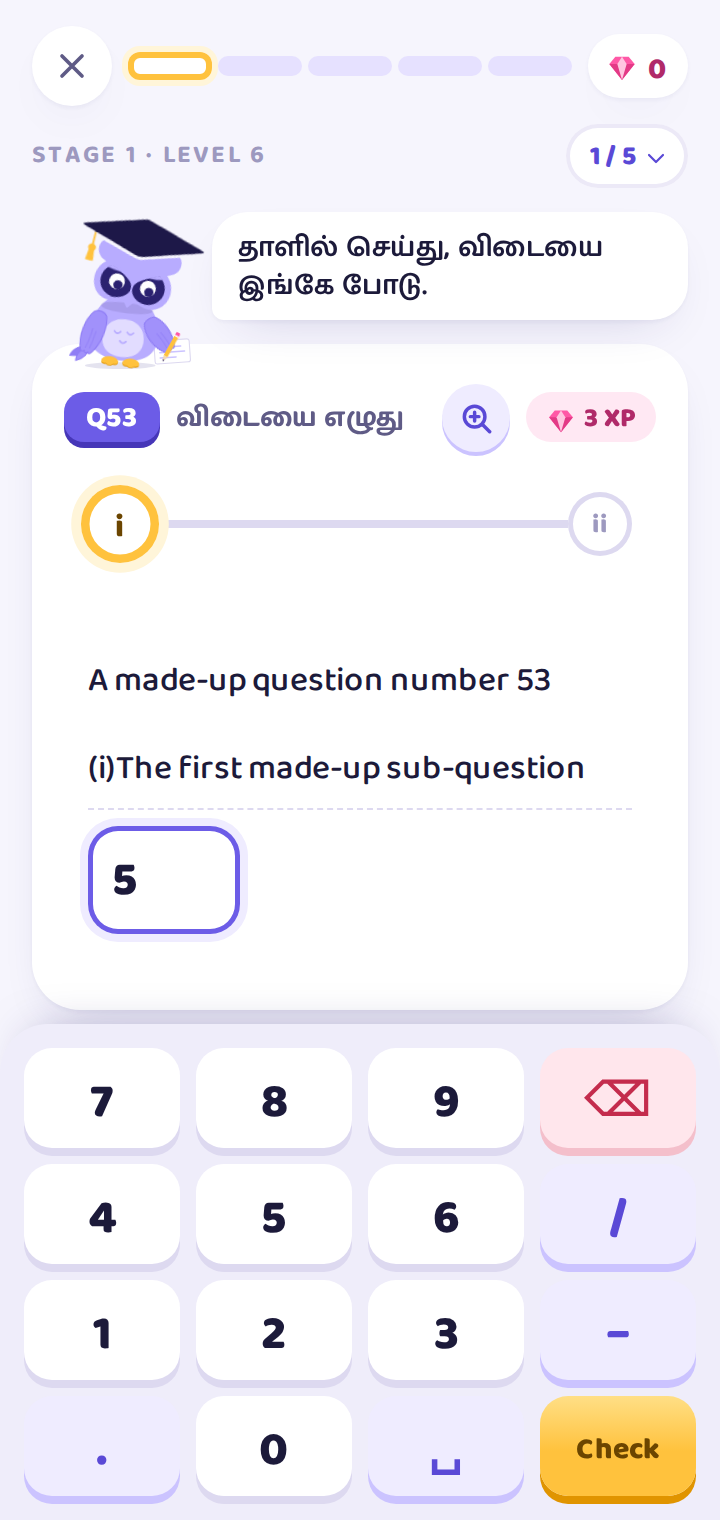 0
STAGE 1 · LEVEL 6
1 / 5
தாளில் செய்து, விடையை
இங்கே போடு.
Q53 விடையை எழுது 3 XP
i ii
A made-up question number 53
(i)The first made-up sub-question
5
7 8 9 ⌫
4 5 6 /
1 2 3 -
. 0 ␣ Check